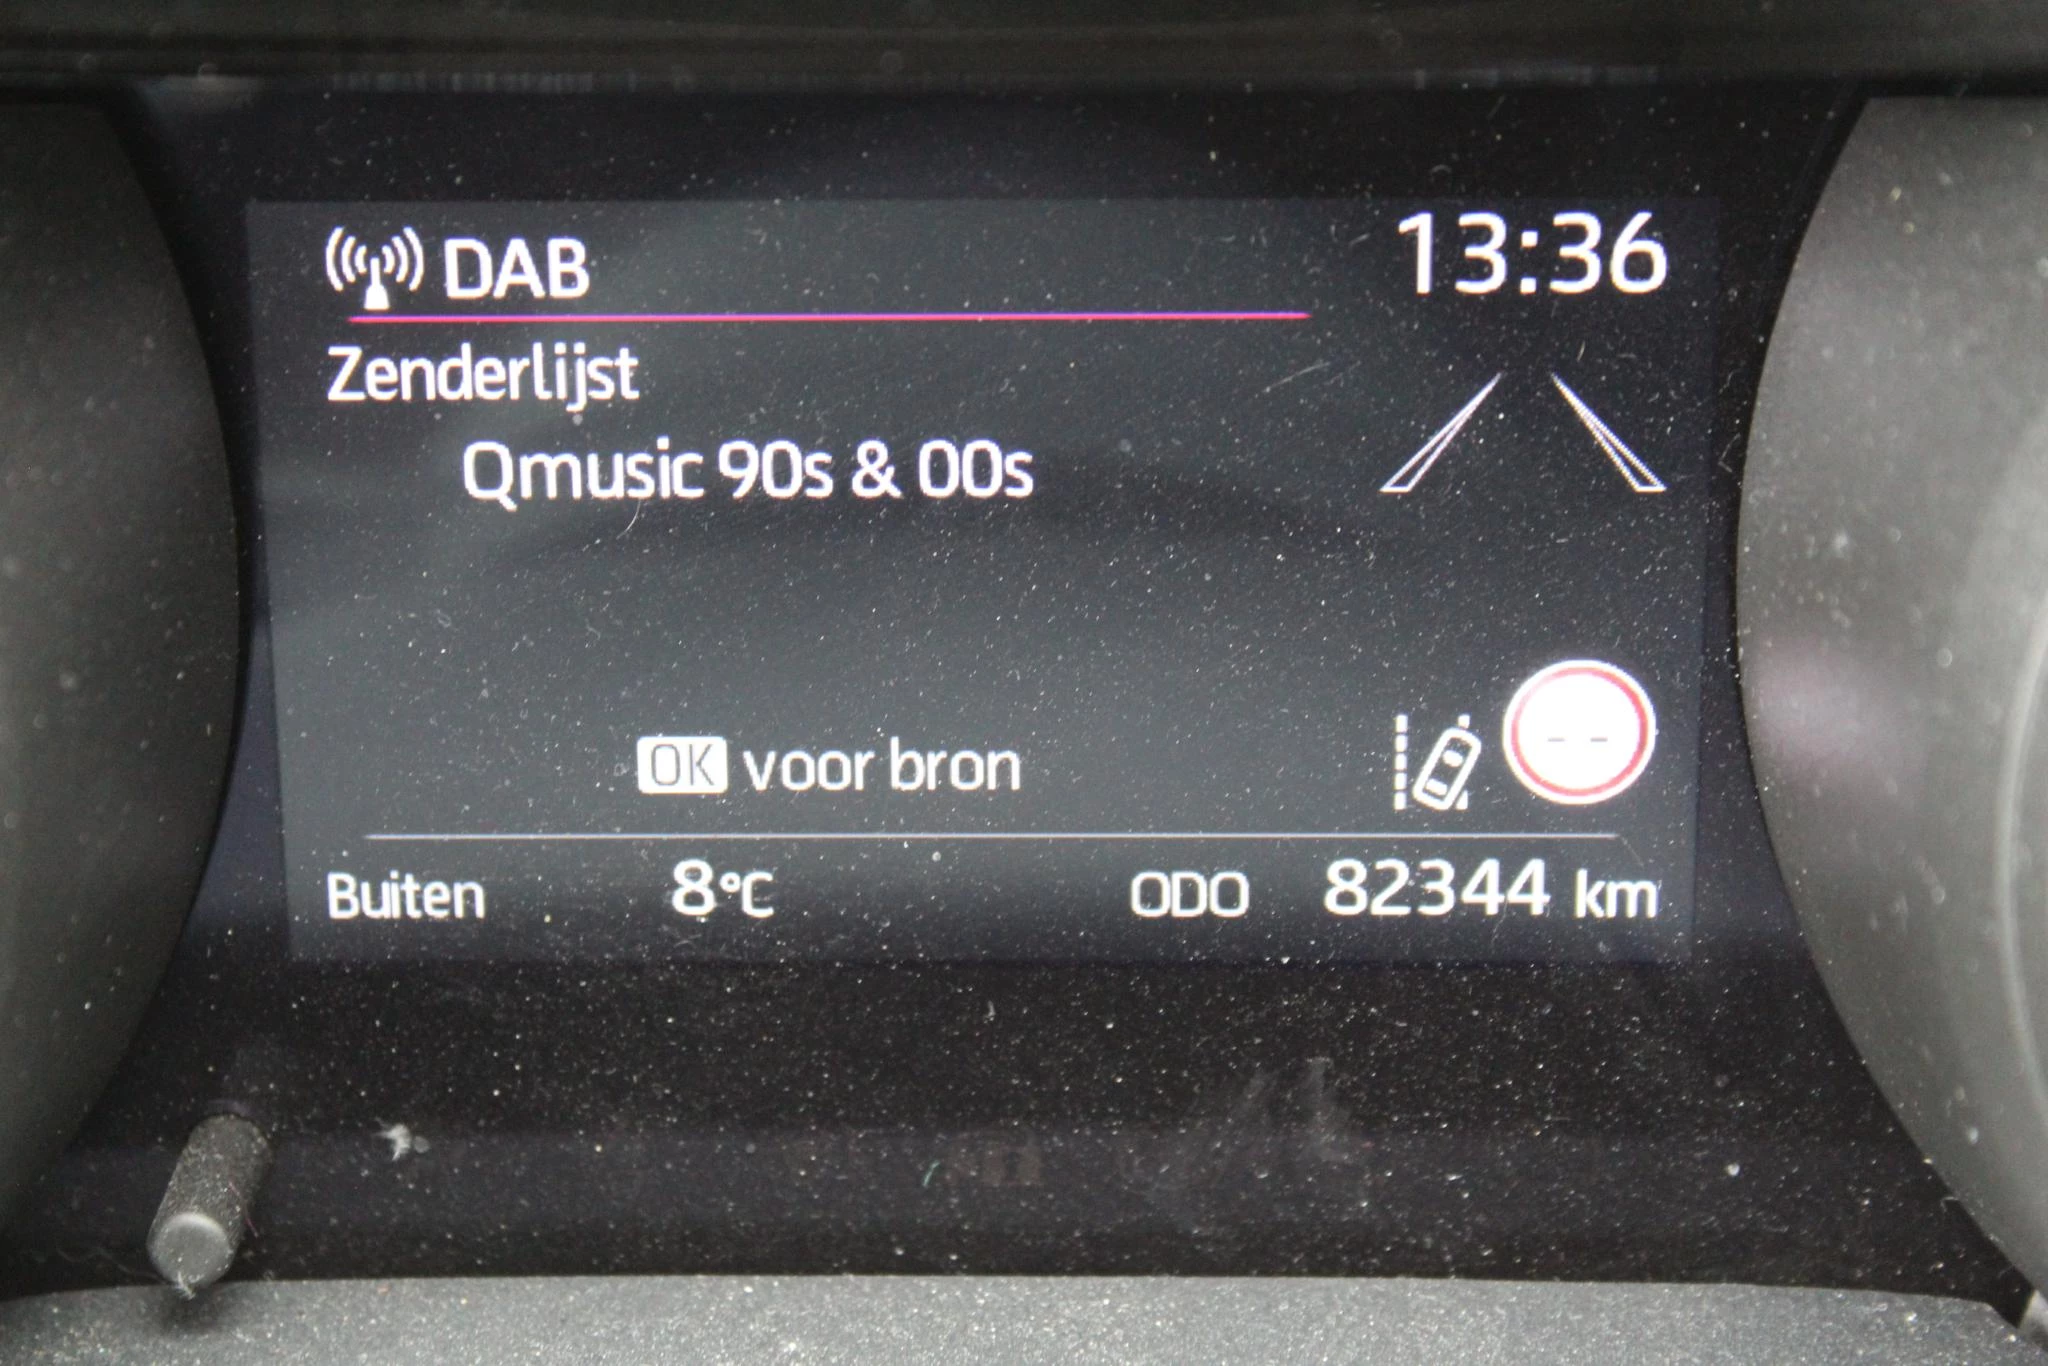 DAB 13:36
Zenderlijst
Qmusic 90s & 00s
OK voor bron
--
Buiten 8°C ODO 82344 km